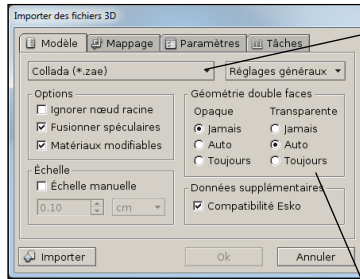 Importer des fichiers 3D
Modèle Mappage Paramètres Tâches
Collada (*.zae) Réglages généraux
Options
Ignorer nœud racine
Fusionner spéculaires
Matériaux modifiables
Échelle
Échelle manuelle
0.10 cm
Géométrie double faces
Opaque Transparente
Jamais Jamais
Auto Auto
Toujours Toujours
Données supplémentaires
Compatibilité Esko
Importer Ok Annuler